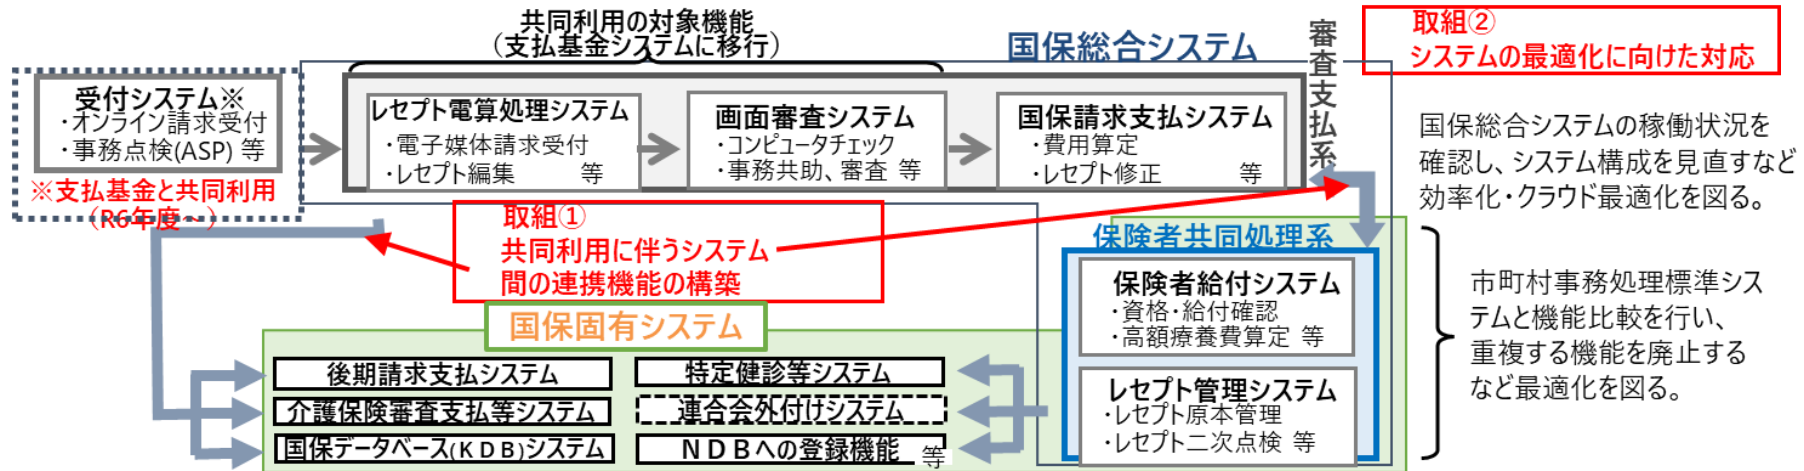 共同利用の対象機能
（支払基金システムに移行）
国保総合システム
審査支払系
取組②
システムの最適化に向けた対応
受付システム※
・オンライン請求受付
・事務点検(ASP) 等
※支払基金と共同利用
（R6年度～）
レセプト電算処理システム
・電子媒体請求受付
・レセプト編集 等
画面審査システム
・コンピュータチェック
・事務共助、審査 等
国保請求支払システム
・費用算定
・レセプト修正 等
国保総合システムの稼働状況を
確認し、システム構成を見直すなど
効率化・クラウド最適化を図る。
取組①
共同利用に伴うシステム
間の連携機能の構築
保険者共同処理系
保険者給付システム
・資格・給付確認
・高額療養費算定 等
レセプト管理システム
・レセプト原本管理
・レセプト二次点検 等
市町村事務処理標準シス
テムと機能比較を行い、
重複する機能を廃止する
など最適化を図る。
国保固有システム
後期請求支払システム
介護保険審査支払等システム
国保データベース(ＫＤＢ)システム
特定健診等システム
連合会外付けシステム
ＮＤＢへの登録機能 等